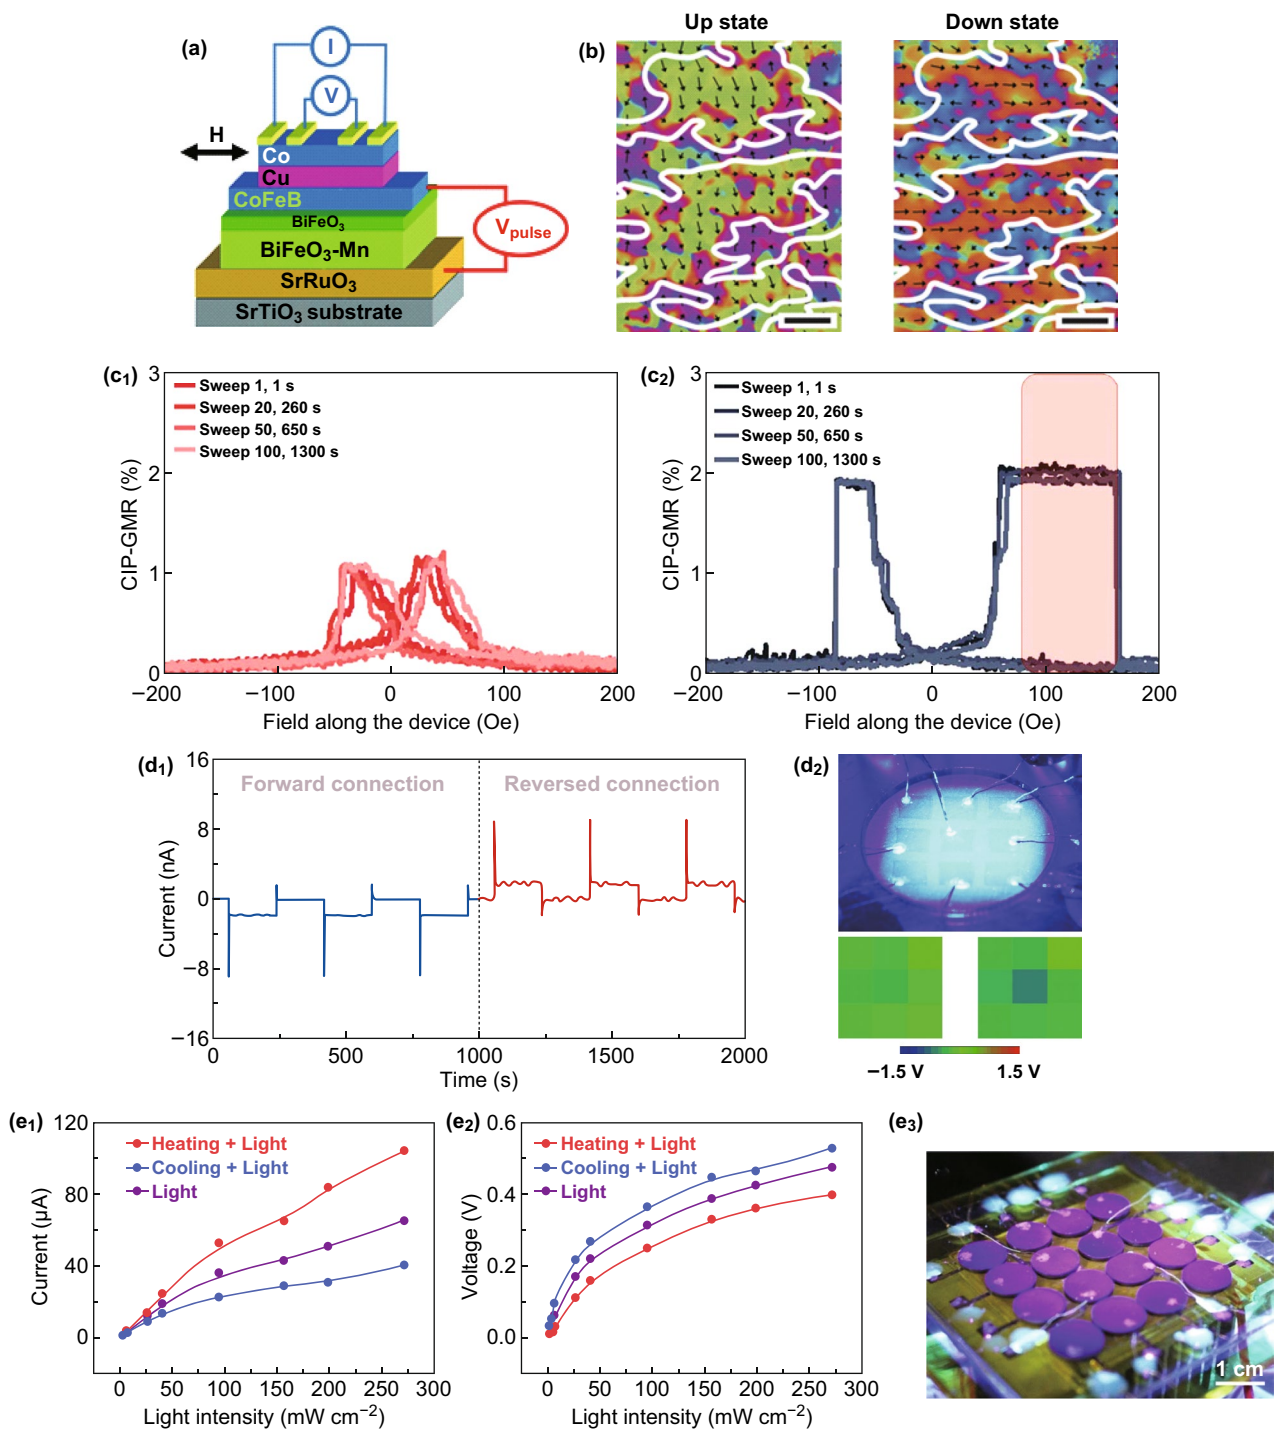 (a)
I
V
H
Co
Cu
CoFeB
BiFeO3
BiFeO3-Mn
SrRuO3
SrTiO3 substrate
Vpulse
(b)
Up state
Down state
(c1)
CIP-GMR (%)
3
2
1
0
Sweep 1, 1 s
Sweep 20, 260 s
Sweep 50, 650 s
Sweep 100, 1300 s
−200 −100 0 100 200
Field along the device (Oe)
(c2)
CIP-GMR (%)
3
2
1
0
Sweep 1, 1 s
Sweep 20, 260 s
Sweep 50, 650 s
Sweep 100, 1300 s
−200 −100 0 100 200
Field along the device (Oe)
(d1)
Current (nA)
16
8
0
−8
−16
Forward connection
Reversed connection
0 500 1000 1500 2000
Time (s)
(d2)
−1.5 V 1.5 V
(e1)
Current (μA)
120
80
40
0
Heating + Light
Cooling + Light
Light
0 50 100 150 200 250 300
Light intensity (mW cm−2)
(e2)
Voltage (V)
0.6
0.4
0.2
0.0
Heating + Light
Cooling + Light
Light
0 50 100 150 200 250 300
Light intensity (mW cm−2)
(e3)
1 cm